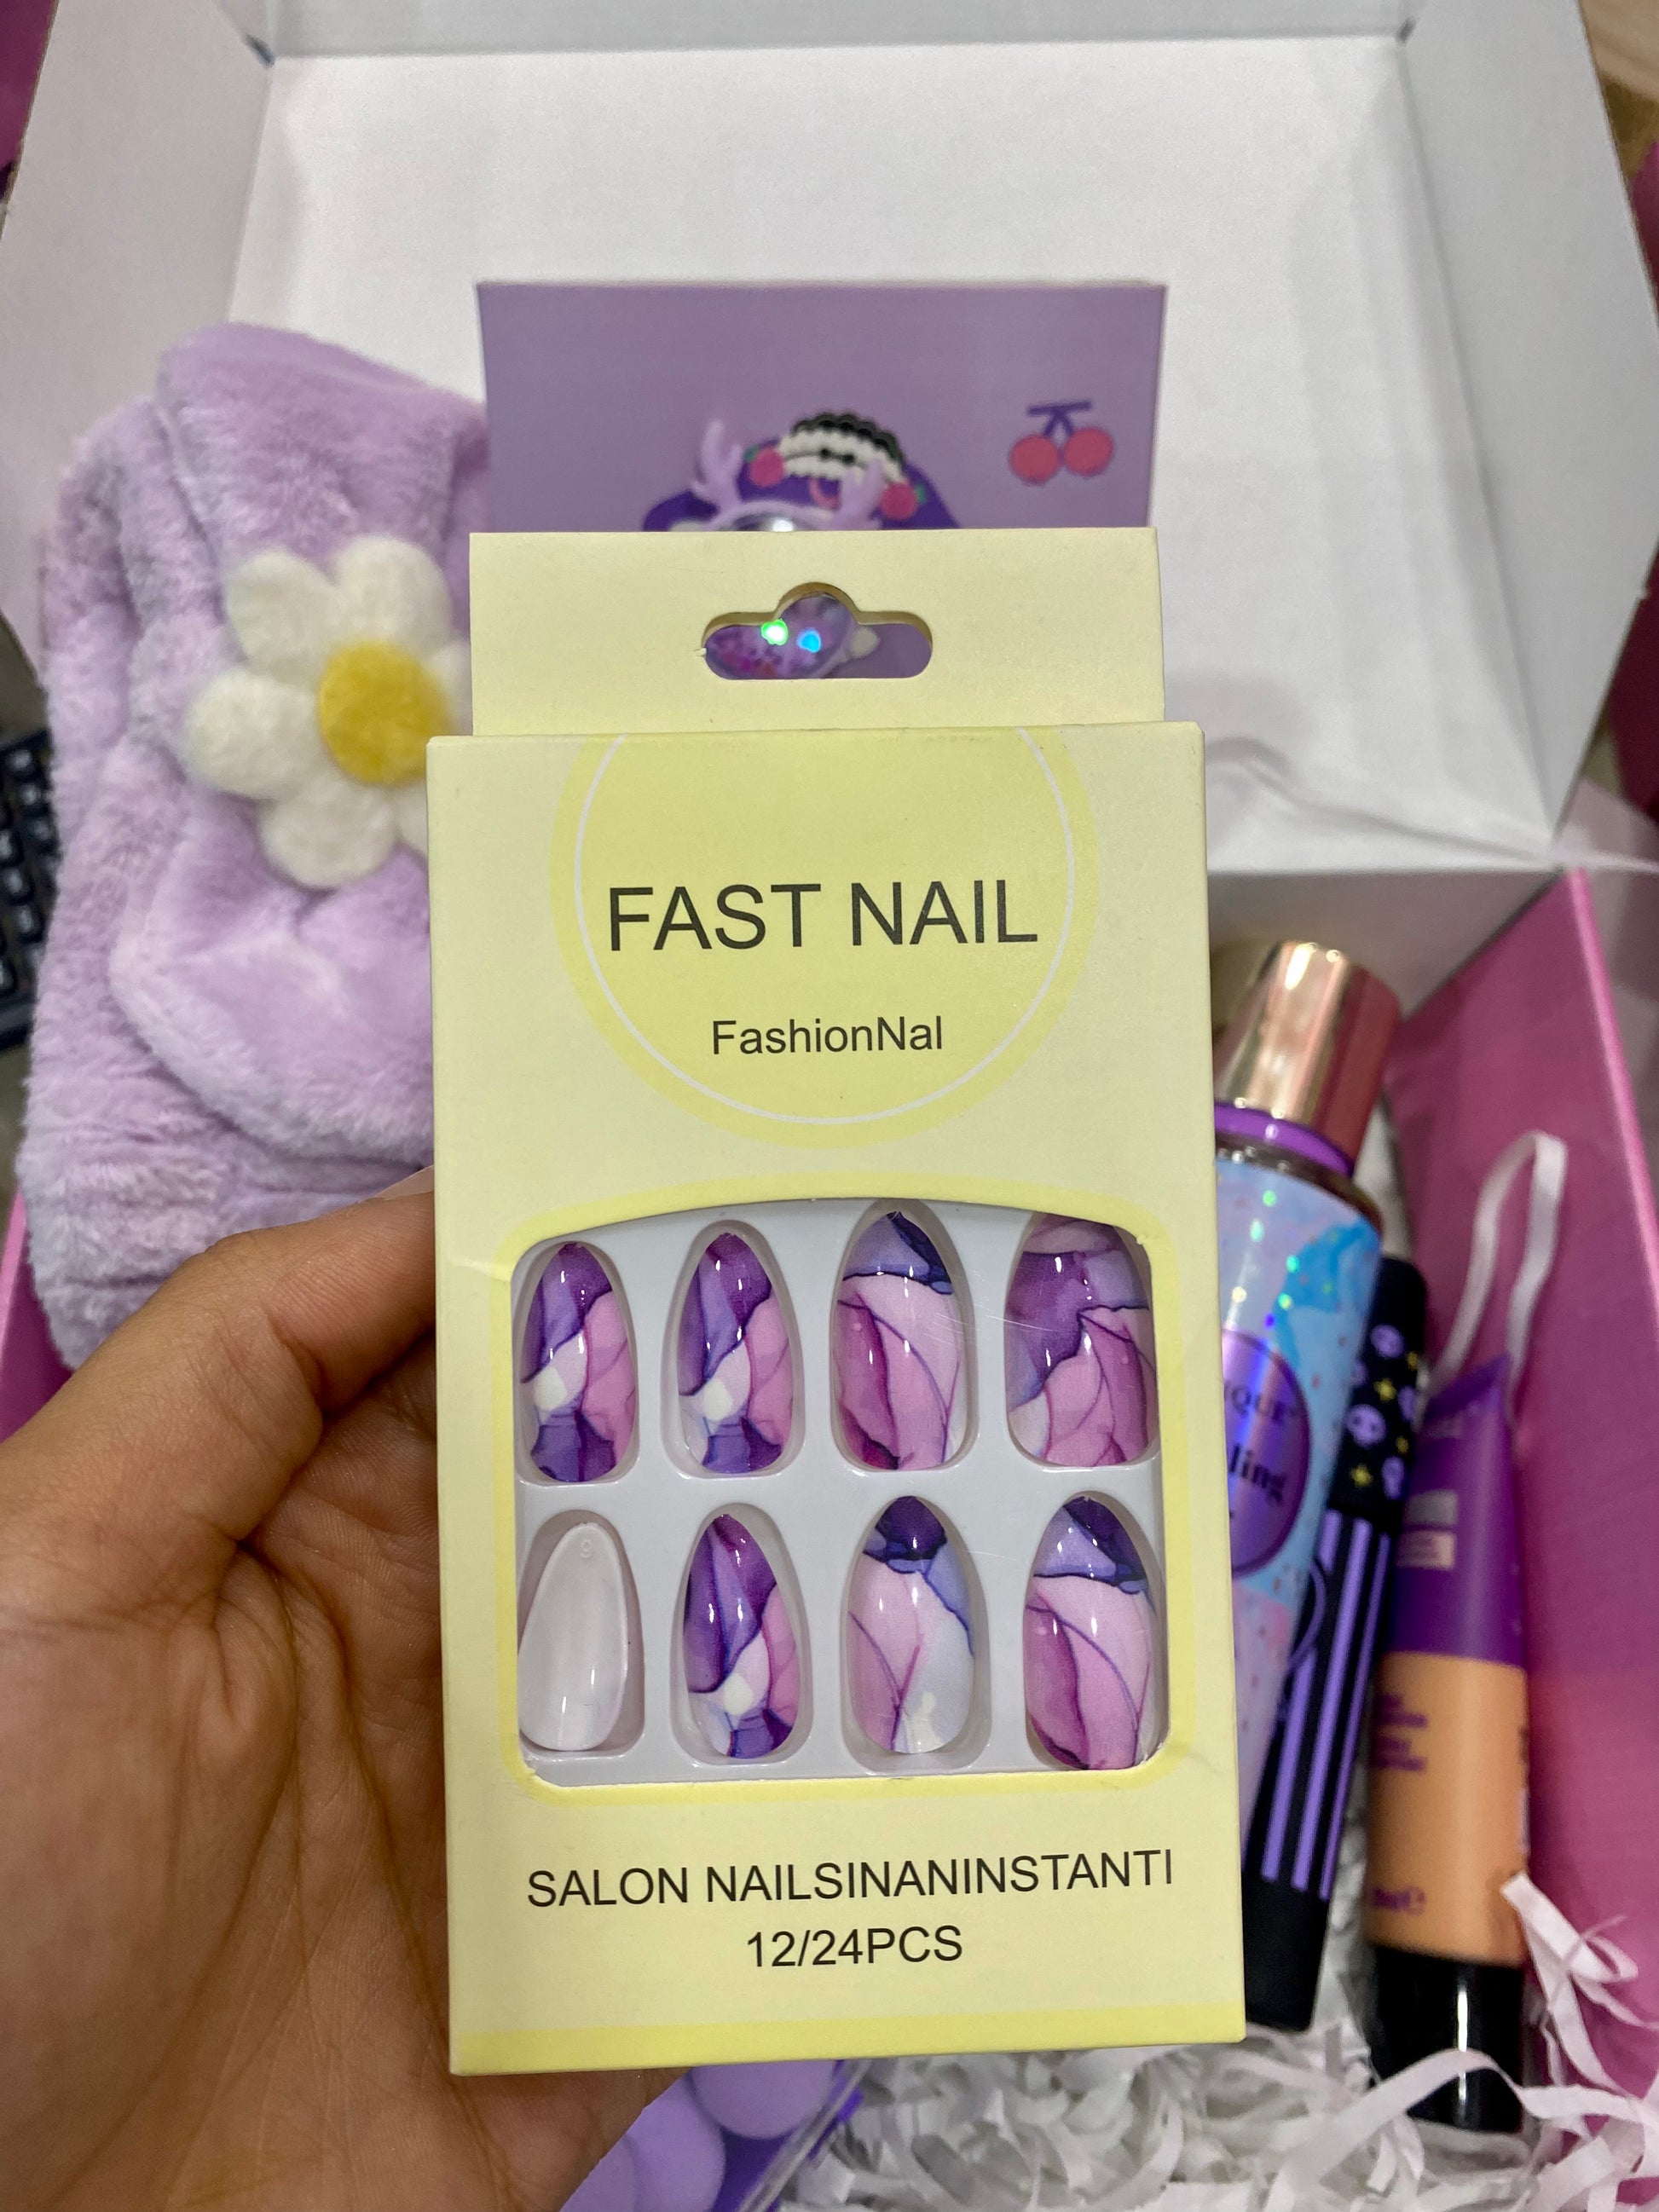 FAST NAIL
FashionNal
SALON NAILSINANINSTANTI
12/24PCS